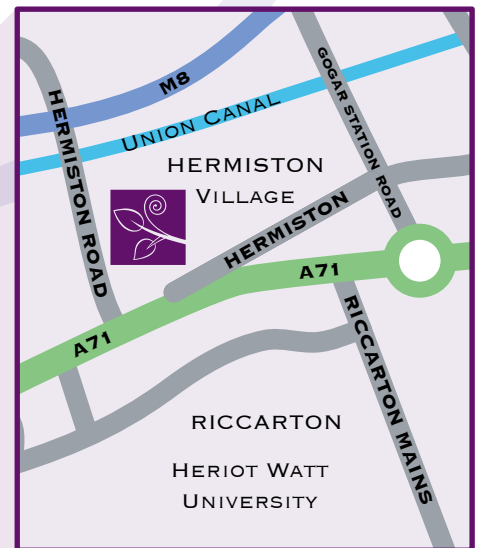 M8
UNION CANAL
GOGAR STATION ROAD
HERMISTON ROAD
HERMISTON
VILLAGE
HERMISTON
A71
A71
RICCARTON MAINS
RICCARTON
HERIOT WATT
UNIVERSITY